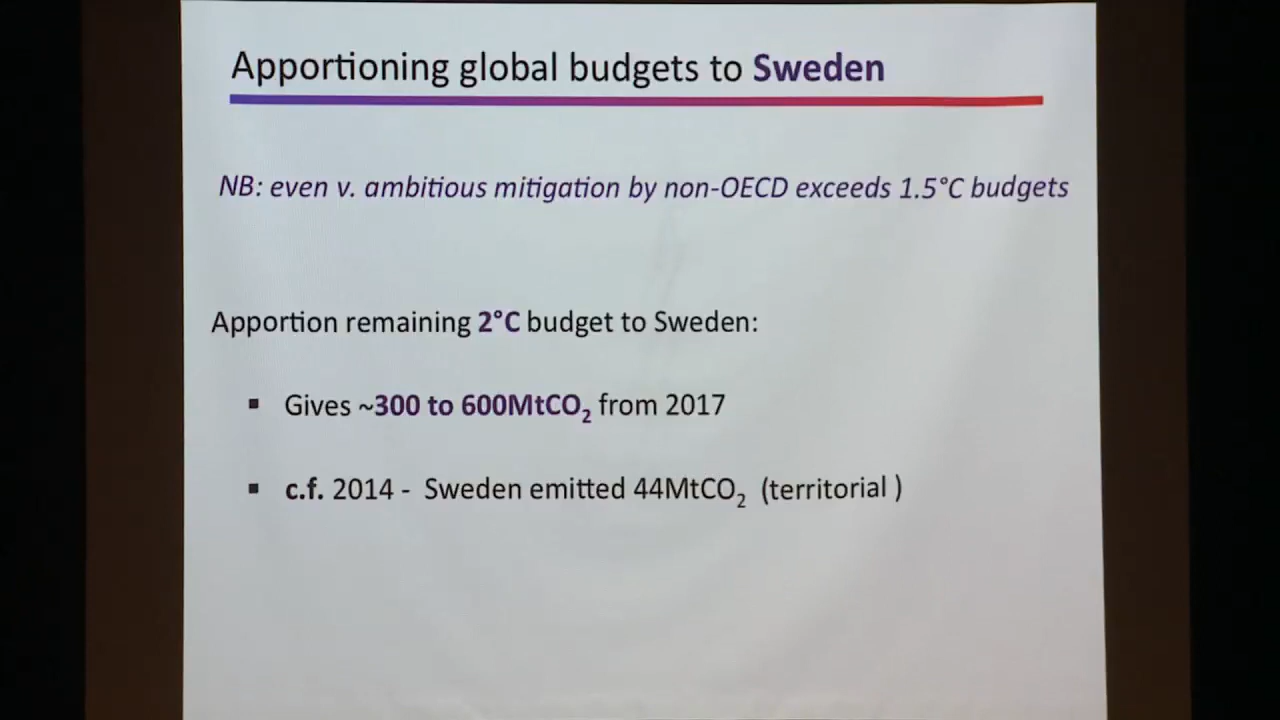 Apportioning global budgets to Sweden
NB: even v. ambitious mitigation by non-OECD exceeds 1.5°C budgets
Apportion remaining 2°C budget to Sweden:
▪ Gives ~300 to 600MtCO₂ from 2017
▪ c.f. 2014 - Sweden emitted 44MtCO₂ (territorial )